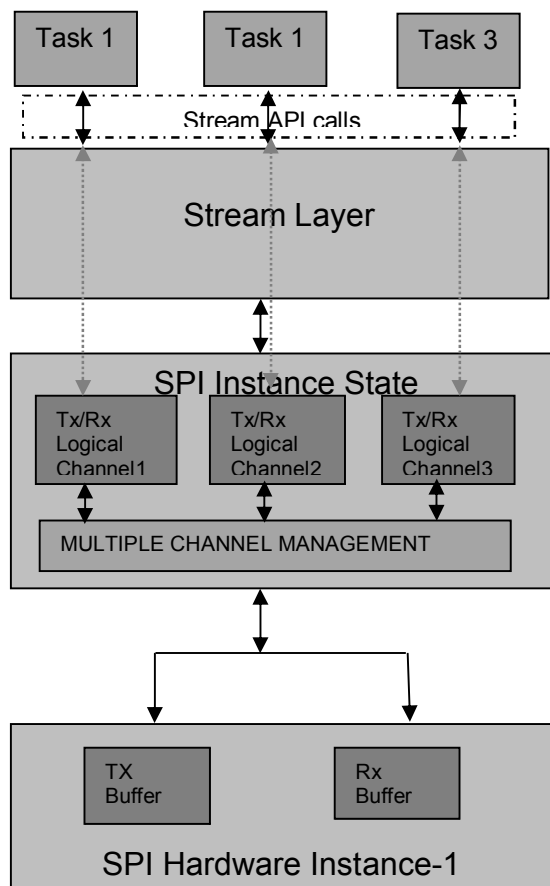 Task 1
Task 1
Task 3
Stream API calls
Stream Layer
SPI Instance State
Tx/Rx
Logical
Channel1
Tx/Rx
Logical
Channel2
Tx/Rx
Logical
Channel3
MULTIPLE CHANNEL MANAGEMENT
TX
Buffer
Rx
Buffer
SPI Hardware Instance-1